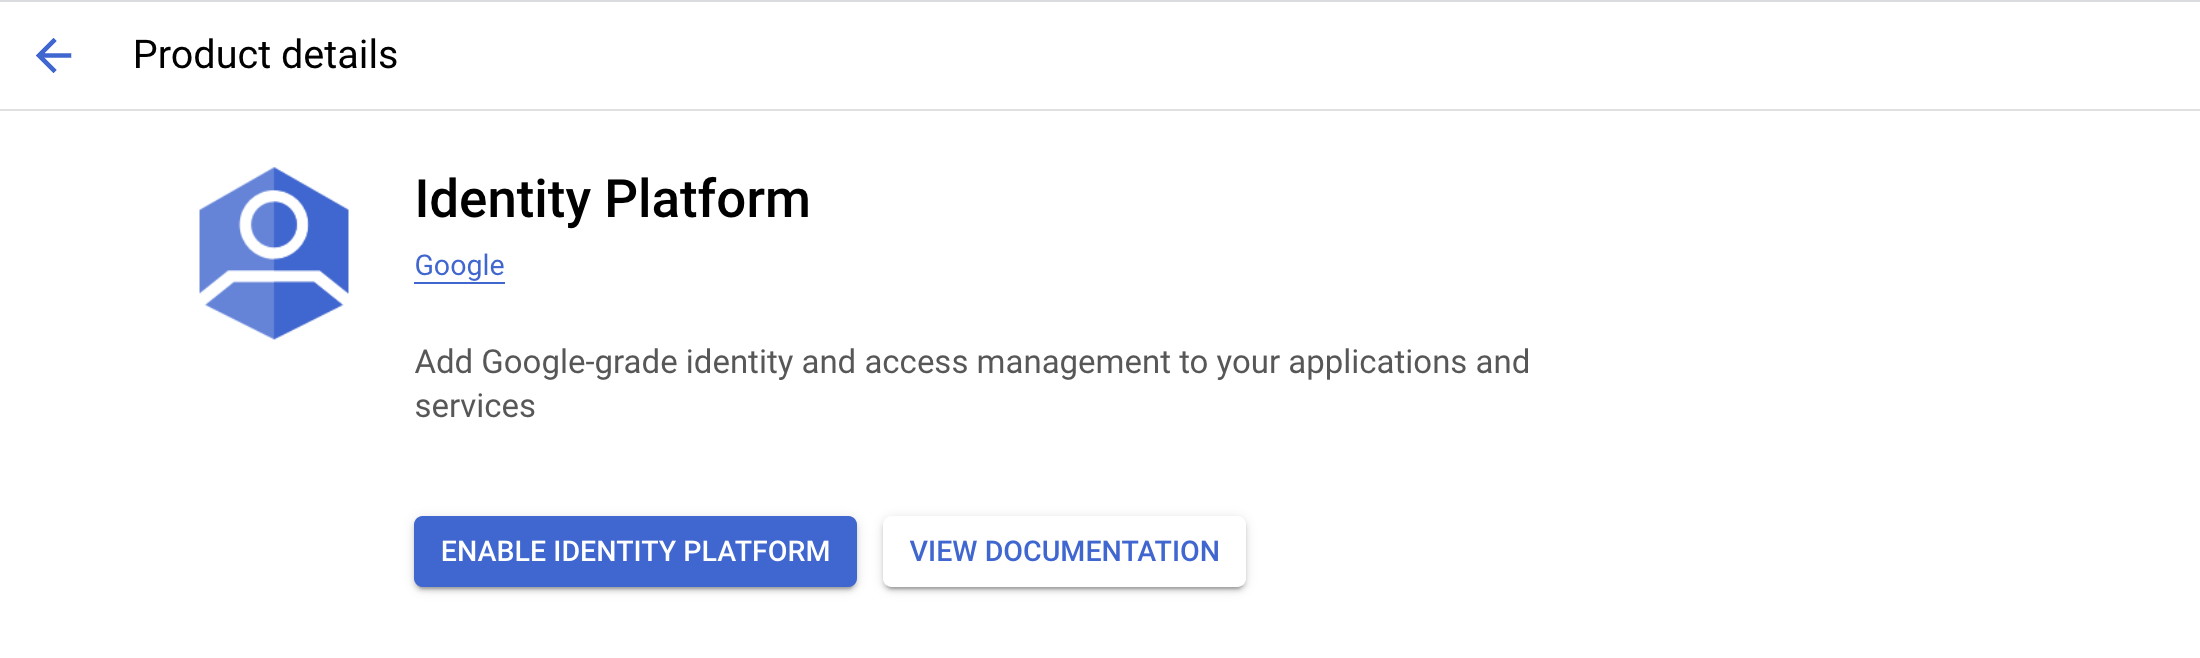 Product details
Identity Platform
Google
Add Google-grade identity and access management to your applications and
services
ENABLE IDENTITY PLATFORM
VIEW DOCUMENTATION